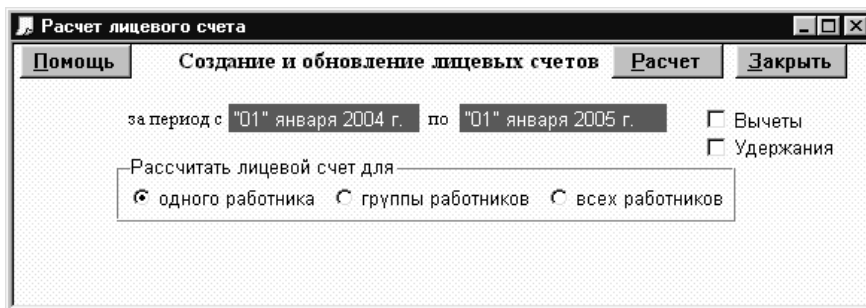 Расчет лицевого счета
Помощь Создание и обновление лицевых счетов Расчет Закрыть
за период с "01" января 2004 г. по "01" января 2005 г. Вычеты
Удержания
Рассчитать лицевой счет для
одного работника группы работников всех работников